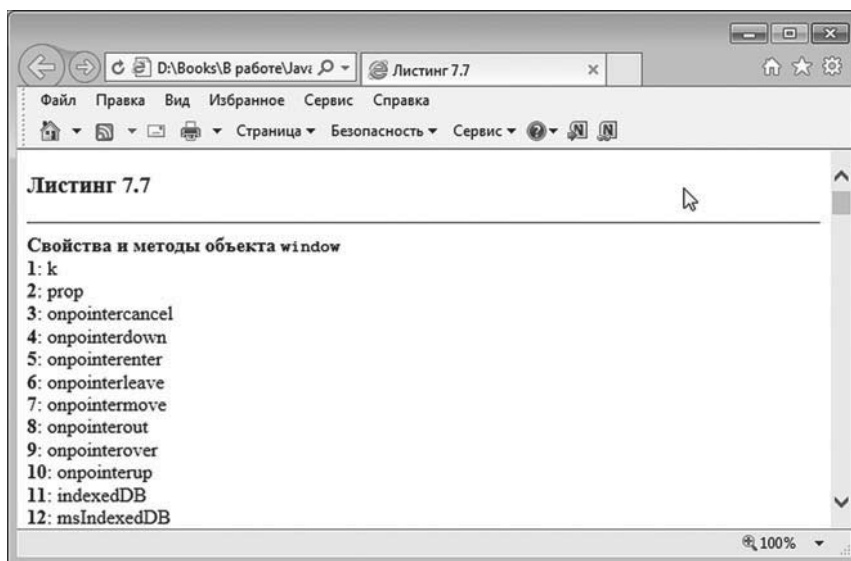 D:\Books\В работе\Java
Листинг 7.7
Файл Правка Вид Избранное Сервис Справка
Страница Безопасность Сервис
Листинг 7.7
Свойства и методы объекта window
1: k
2: prop
3: onpointercancel
4: onpointerdown
5: onpointerenter
6: onpointerleave
7: onpointermove
8: onpointerout
9: onpointerover
10: onpointerup
11: indexedDB
12: msIndexedDB
100%